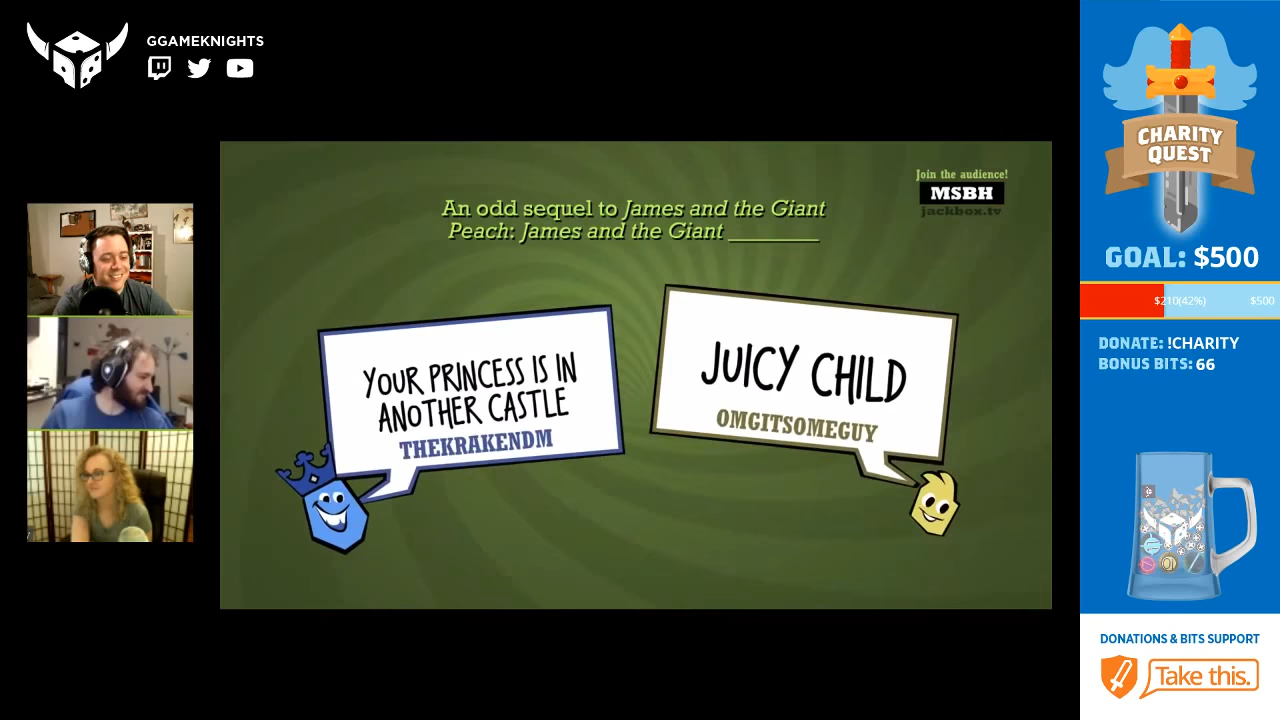 GGAMEKNIGHTS
Join the audience!
MSBH
jackbox.tv
An odd sequel to James and the Giant
Peach: James and the Giant ________
YOUR PRINCESS IS IN
ANOTHER CASTLE
THEKRAKENDM
JUICY CHILD
OMGITSOMEGUY
CHARITY
QUEST
GOAL: $500
$210(42%) $500
DONATE: !CHARITY
BONUS BITS: 66
DONATIONS & BITS SUPPORT
Take this.